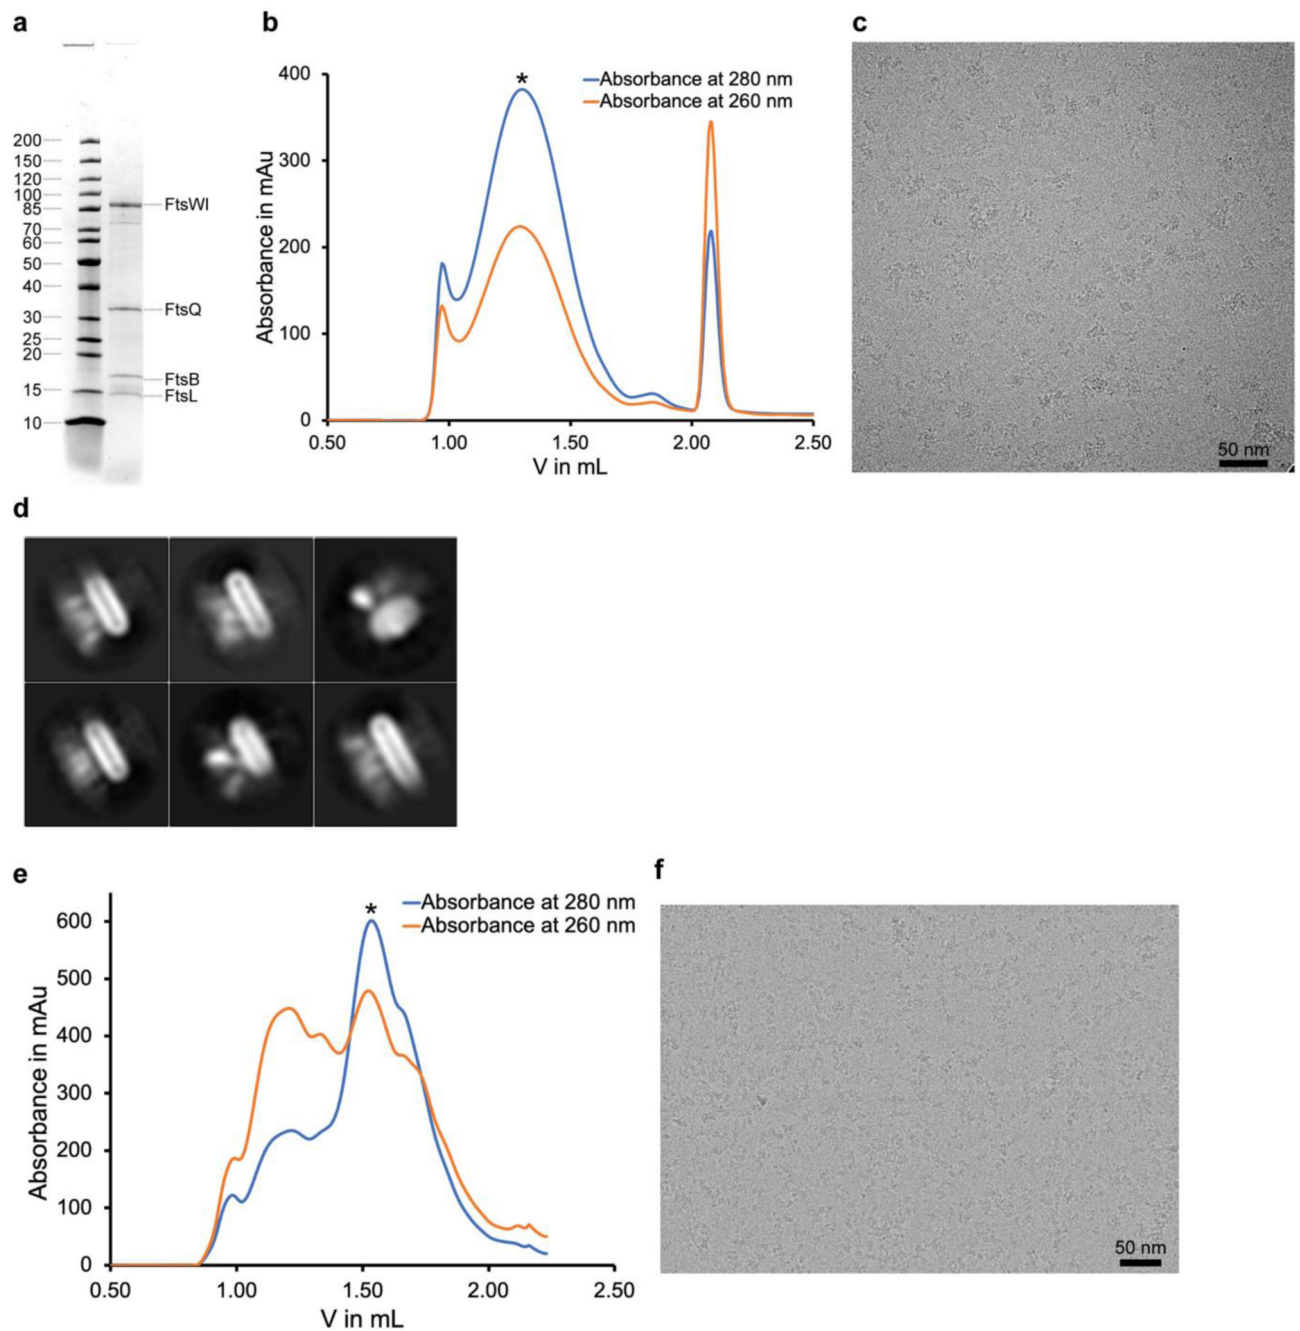 a
200
150
120
100
85
70
60
50
40
30
25
20
15
10
FtsWI
FtsQ
FtsB
FtsL
b
Absorbance in mAu
400
300
200
100
0
*
Absorbance at 280 nm
Absorbance at 260 nm
0.50 1.00 1.50 2.00 2.50
V in mL
c
50 nm
d
e
Absorbance in mAu
600
500
400
300
200
100
0
*
Absorbance at 280 nm
Absorbance at 260 nm
0.50 1.00 1.50 2.00 2.50
V in mL
f
50 nm